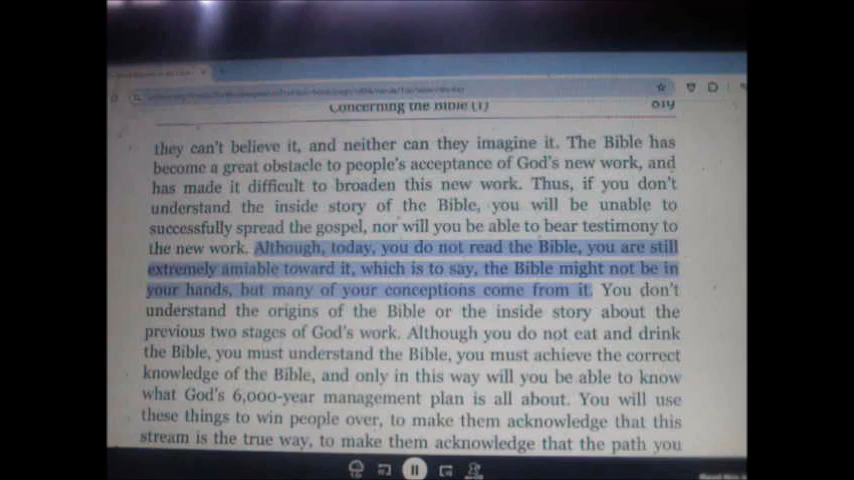 Concerning the Bible (1) 619
they can't believe it, and neither can they imagine it. The Bible has
become a great obstacle to people's acceptance of God's new work, and
has made it difficult to broaden this new work. Thus, if you don't
understand the inside story of the Bible, you will be unable to
successfully spread the gospel, nor will you be able to bear testimony to
the new work. Although, today, you do not read the Bible, you are still
extremely amiable toward it, which is to say, the Bible might not be in
your hands, but many of your conceptions come from it. You don't
understand the origins of the Bible or the inside story about the
previous two stages of God's work. Although you do not eat and drink
the Bible, you must understand the Bible, you must achieve the correct
knowledge of the Bible, and only in this way will you be able to know
what God's 6,000-year management plan is all about. You will use
these things to win people over, to make them acknowledge that this
stream is the true way, to make them acknowledge that the path you